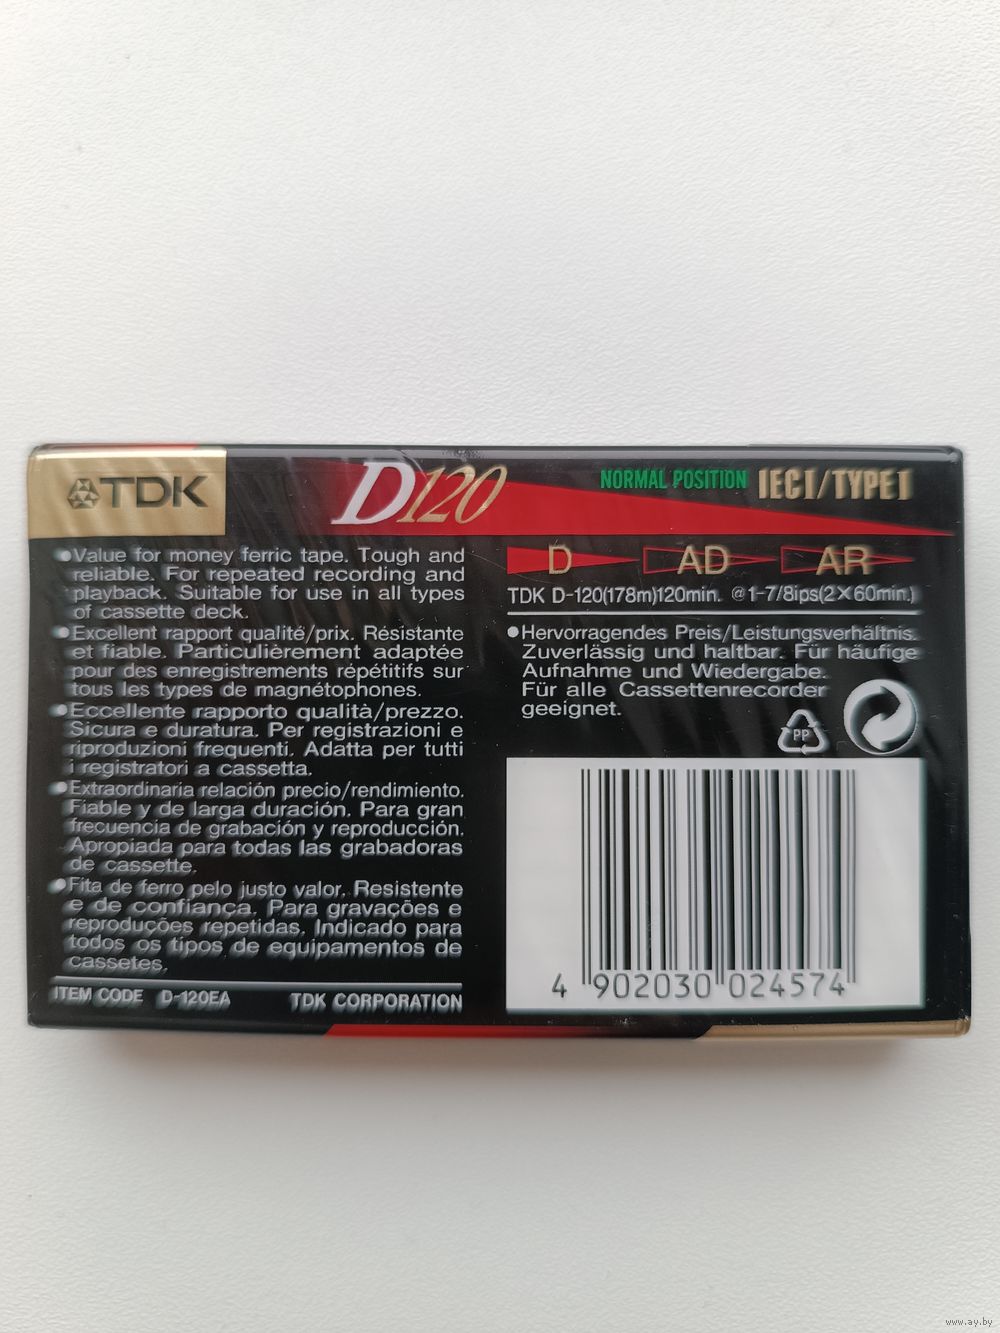 TDK
D120
NORMAL POSITION IECI/TYPE I
•Value for money ferric tape. Tough and
reliable. For repeated recording and
playback. Suitable for use in all types
of cassette deck.
•Excellent rapport qualité/prix. Résistante
et fiable. Particulièrement adaptée
pour des enregistrements répétitifs sur
tous les types de magnétophones.
•Eccellente rapporto qualità/prezzo.
Sicura e duratura. Per registrazioni e
riproduzioni frequenti. Adatta per tutti
i registratori a cassetta.
•Extraordinaria relación precio/rendimiento.
Fiable y de larga duración. Para gran
frecuencia de grabación y reproducción.
Apropiada para todas las grabadoras
de cassette.
•Fita de ferro pelo justo valor. Resistente
e de confiança. Para gravações e
reproduções repetidas. Indicado para
todos os tipos de equipamentos de
cassetes.
ITEM CODE D-120EA TDK CORPORATION
D AD AR
TDK D-120(178m)120min. @1-7/8ips(2×60min.)
•Hervorragendes Preis/Leistungsverhältnis.
Zuverlässig und haltbar. Für häufige
Aufnahme und Wiedergabe.
Für alle Cassettenrecorder
geeignet.
PP
4 902030 024574
www.ay.by